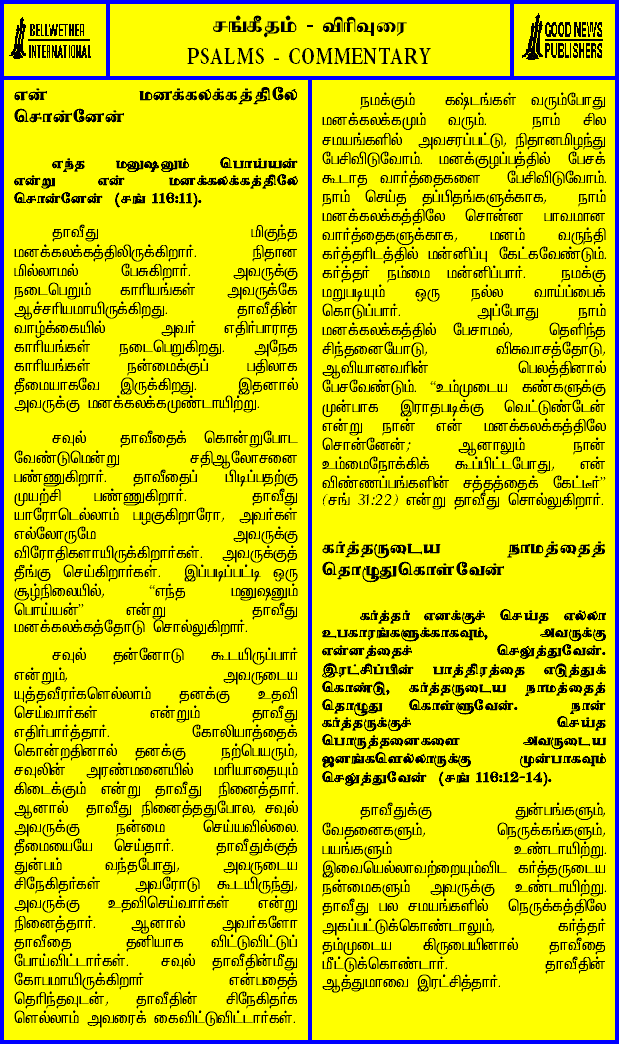 BELLWETHER
INTERNATIONAL
சங்கீதம் - விரிவுரை
PSALMS - COMMENTARY
GOOD NEWS
PUBLISHERS
என் மனக்கலக்கத்திலே
சொன்னேன்
எந்த மனுஷனும் பொய்யன்
என்று என் மனக்கலக்கத்திலே
சொன்னேன் (சங் 116:11).
தாவீது மிகுந்த
மனக்கலக்கத்திலிருக்கிறார். நிதான
மில்லாமல் பேசுகிறார். அவருக்கு
நடைபெறும் காரியங்கள் அவருக்கே
ஆச்சரியமாயிருக்கிறது. தாவீதின்
வாழ்க்கையில் அவர் எதிர்பாராத
காரியங்கள் நடைபெறுகிறது. அநேக
காரியங்கள் நன்மைக்குப் பதிலாக
தீமையாகவே இருக்கிறது. இதனால்
அவருக்கு மனக்கலக்கமுண்டாயிற்று.
சவுல் தாவீதைக் கொன்றுபோட
வேண்டுமென்று சதிஆலோசனை
பண்ணுகிறார். தாவீதைப் பிடிப்பதற்கு
முயற்சி பண்ணுகிறார். தாவீது
யாரோடெல்லாம் பழகுகிறாரோ, அவர்கள்
எல்லோருமே அவருக்கு
விரோதிகளாயிருக்கிறார்கள். அவருக்குத்
தீங்கு செய்கிறார்கள். இப்படிப்பட்டி ஒரு
சூழ்நிலையில், “எந்த மனுஷனும்
பொய்யன்” என்று தாவீது
மனக்கலக்கத்தோடு சொல்லுகிறார்.
சவுல் தன்னோடு கூடயிருப்பார்
என்றும், அவருடைய
யுத்தவீரர்களெல்லாம் தனக்கு உதவி
செய்வார்கள் என்றும் தாவீது
எதிர்பார்த்தார். கோலியாத்தைக்
கொன்றதினால் தனக்கு நற்பெயரும்,
சவுலின் அரண்மனையில் மரியாதையும்
கிடைக்கும் என்று தாவீது நினைத்தார்.
ஆனால் தாவீது நினைத்ததுபோல, சவுல்
அவருக்கு நன்மை செய்யவில்லை.
தீமையையே செய்தார். தாவீதுக்குத்
துன்பம் வந்தபோது, அவருடைய
சிநேகிதர்கள் அவரோடு கூடயிருந்து,
அவருக்கு உதவிசெய்வார்கள் என்று
நினைத்தார். ஆனால் அவர்களோ
தாவீதை தனியாக விட்டுவிட்டுப்
போய்விட்டார்கள். சவுல் தாவீதின்மீது
கோபமாயிருக்கிறார் என்பதைத்
தெரிந்தவுடன், தாவீதின் சிநேகிதர்க
ளெல்லாம் அவரைக் கைவிட்டுவிட்டார்கள்.
நமக்கும் கஷ்டங்கள் வரும்போது
மனக்கலக்கமும் வரும். நாம் சில
சமயங்களில் அவசரப்பட்டு, நிதானமிழந்து
பேசிவிடுவோம். மனக்குழப்பத்தில் பேசக்
கூடாத வார்த்தைகளை பேசிவிடுவோம்.
நாம் செய்த தப்பிதங்களுக்காக, நாம்
மனக்கலக்கத்திலே சொன்ன பாவமான
வார்த்தைகளுக்காக, மனம் வருந்தி
கர்த்தரிடத்தில் மன்னிப்பு கேட்கவேண்டும்.
கர்த்தர் நம்மை மன்னிப்பார். நமக்கு
மறுபடியும் ஒரு நல்ல வாய்ப்பைக்
கொடுப்பார். அப்போது நாம்
மனக்கலக்கத்தில் பேசாமல், தெளிந்த
சிந்தனையோடு, விசுவாசத்தோடு,
ஆவியானவரின் பெலத்தினால்
பேசவேண்டும். “உம்முடைய கண்களுக்கு
முன்பாக இராதபடிக்கு வெட்டுண்டேன்
என்று நான் என் மனக்கலக்கத்திலே
சொன்னேன்; ஆனாலும் நான்
உம்மைநோக்கிக் கூப்பிட்டபோது, என்
விண்ணப்பங்களின் சத்தத்தைக் கேட்டீர்”
(சங் 31:22) என்று தாவீது சொல்லுகிறார்.
கர்த்தருடைய நாமத்தைத்
தொழுதுகொள்வேன்
கர்த்தர் எனக்குச் செய்த எல்லா
உபகாரங்களுக்காகவும், அவருக்கு
என்னத்தைச் செலுத்துவேன்.
இரட்சிப்பின் பாத்திரத்தை எடுத்துக்
கொண்டு, கர்த்தருடைய நாமத்தைத்
தொழுது கொள்ளுவேன். நான்
கர்த்தருக்குச் செய்த
பொருத்தனைகளை அவருடைய
ஜனங்களெல்லாருக்கு முன்பாகவும்
செலுத்துவேன் (சங் 116:12-14).
தாவீதுக்கு துன்பங்களும்,
வேதனைகளும், நெருக்கங்களும்,
பயங்களும் உண்டாயிற்று.
இவையெல்லாவற்றையும்விட கர்த்தருடைய
நன்மைகளும் அவருக்கு உண்டாயிற்று.
தாவீது பல சமயங்களில் நெருக்கத்திலே
அகப்பட்டுக்கொண்டாலும், கர்த்தர்
தம்முடைய கிருபையினால் தாவீதை
மீட்டுக்கொண்டார். தாவீதின்
ஆத்துமாவை இரட்சித்தார்.